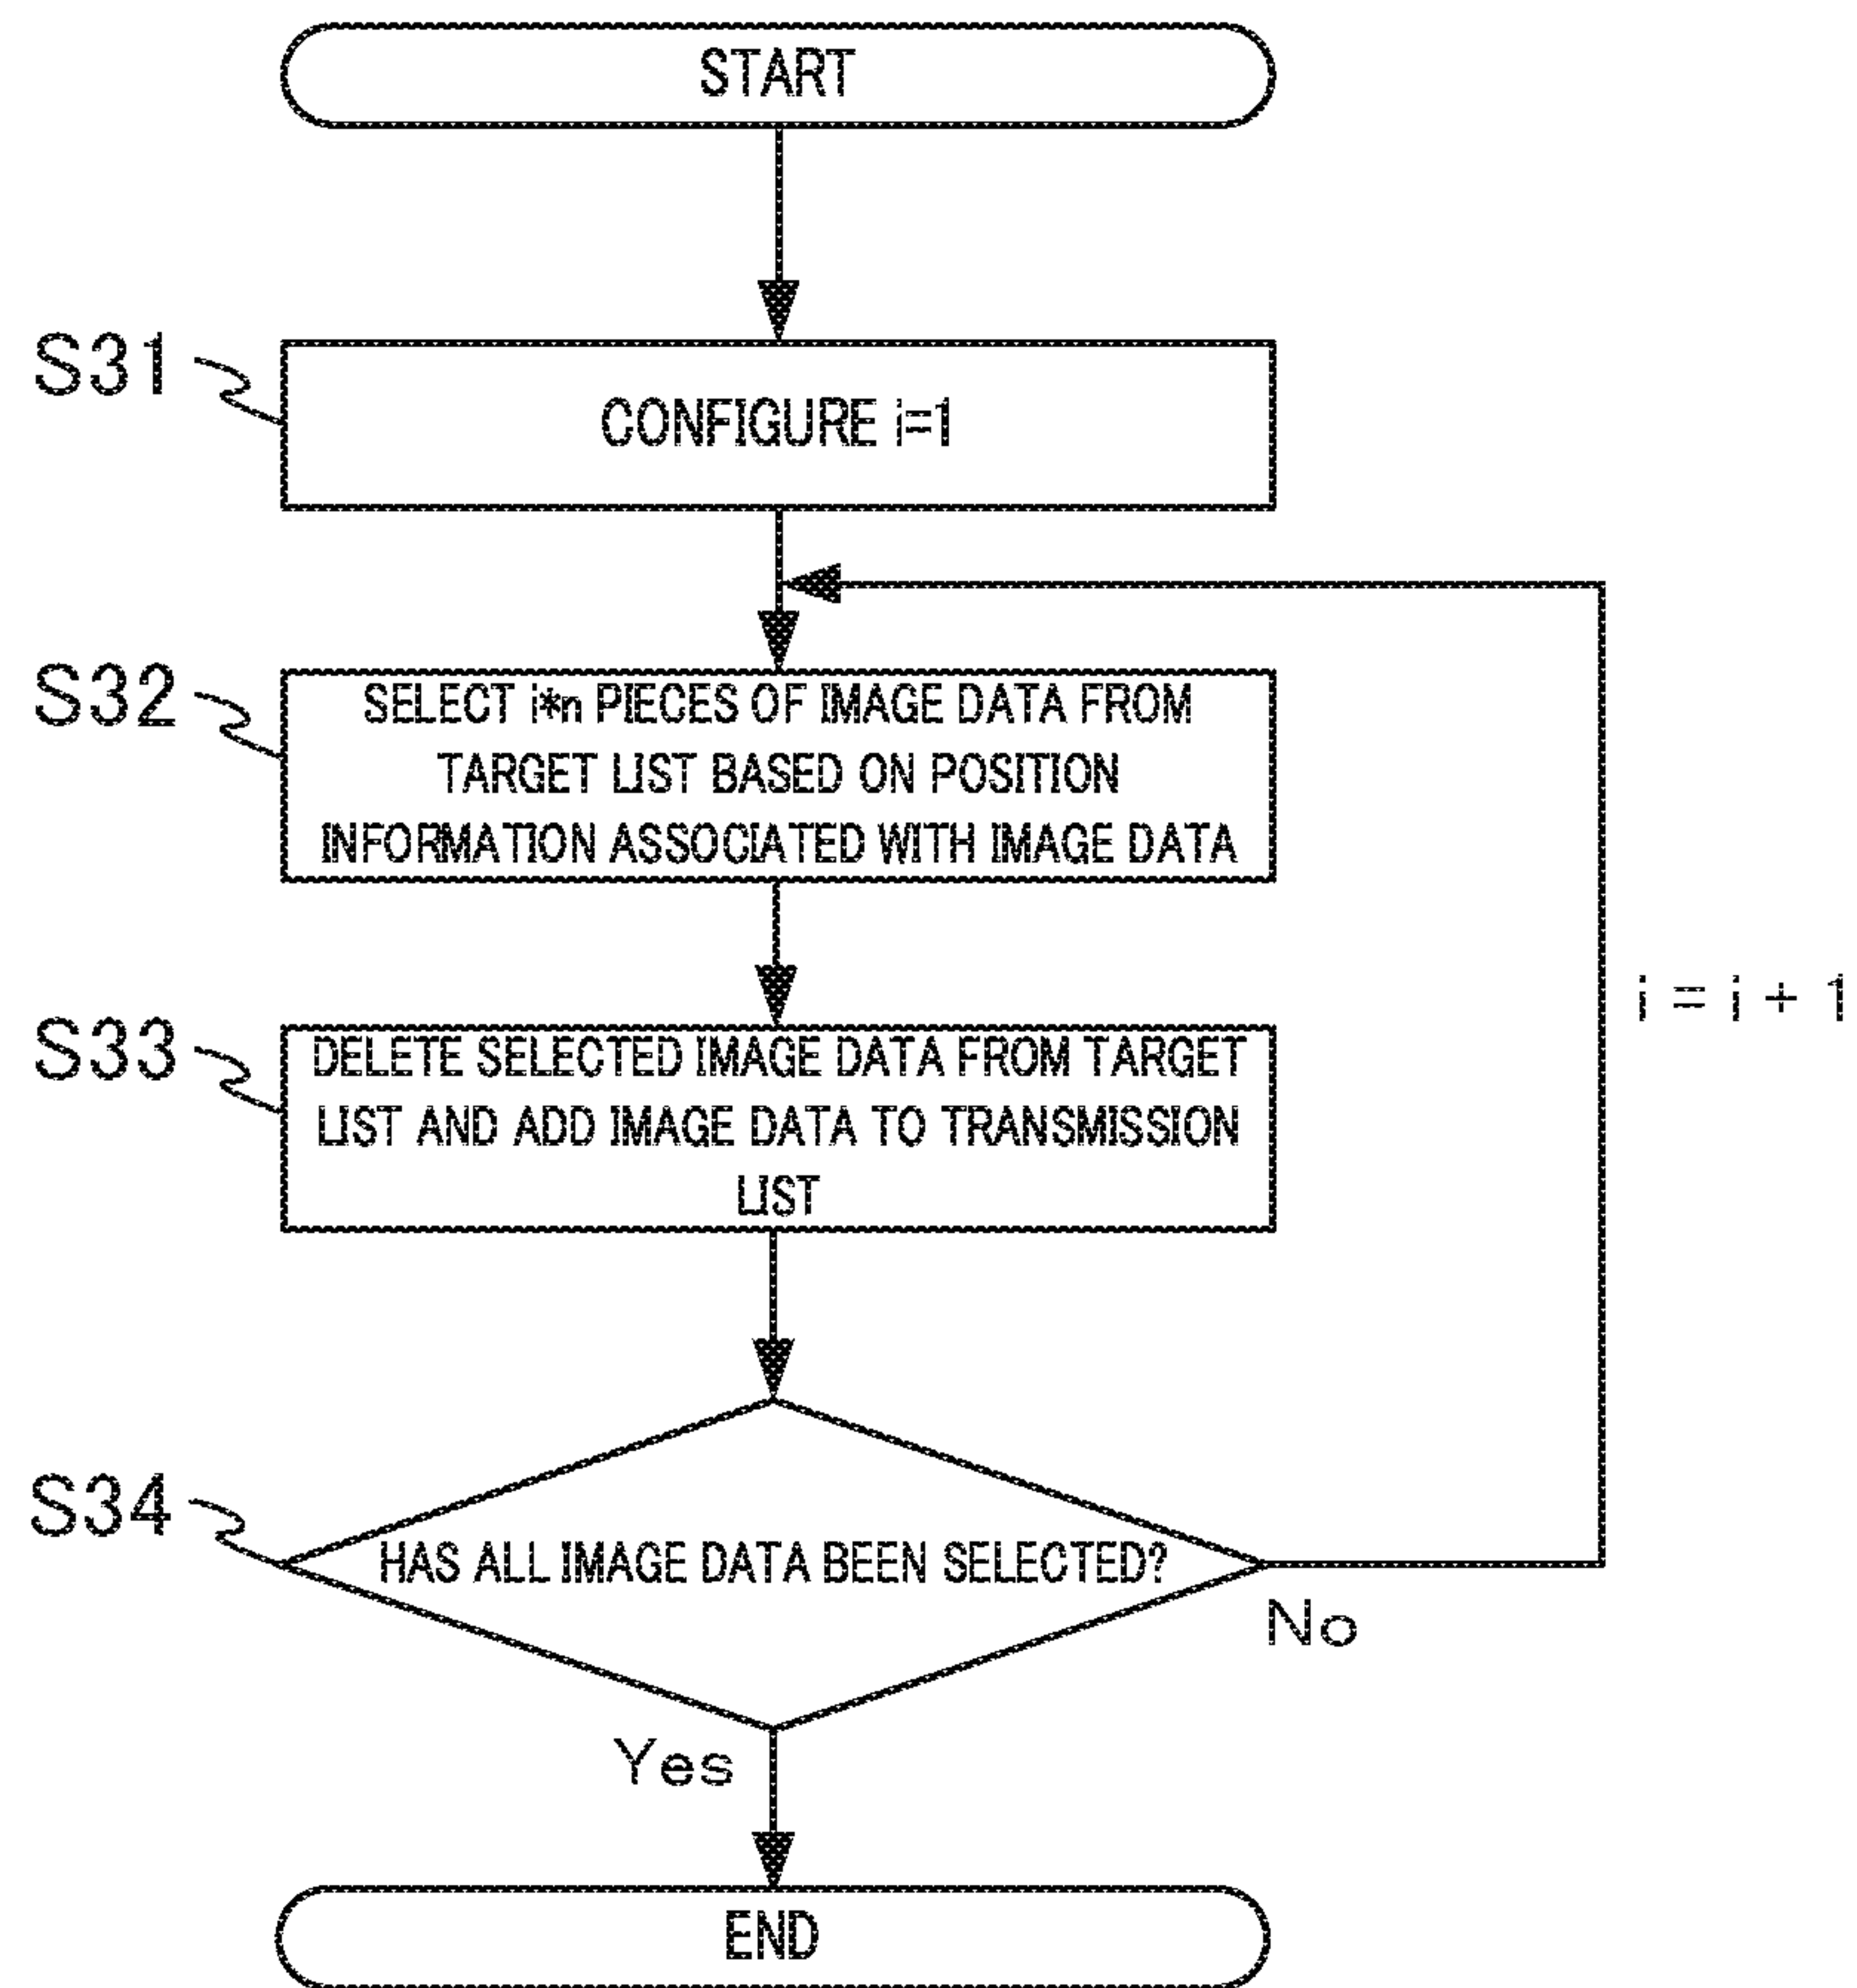 START
S31
CONFIGURE i=1
S32
SELECT i*n PIECES OF IMAGE DATA FROM
TARGET LIST BASED ON POSITION
INFORMATION ASSOCIATED WITH IMAGE DATA
i = i + 1
S33
DELETE SELECTED IMAGE DATA FROM TARGET
LIST AND ADD IMAGE DATA TO TRANSMISSION
LIST
S34
HAS ALL IMAGE DATA BEEN SELECTED?
No
Yes
END